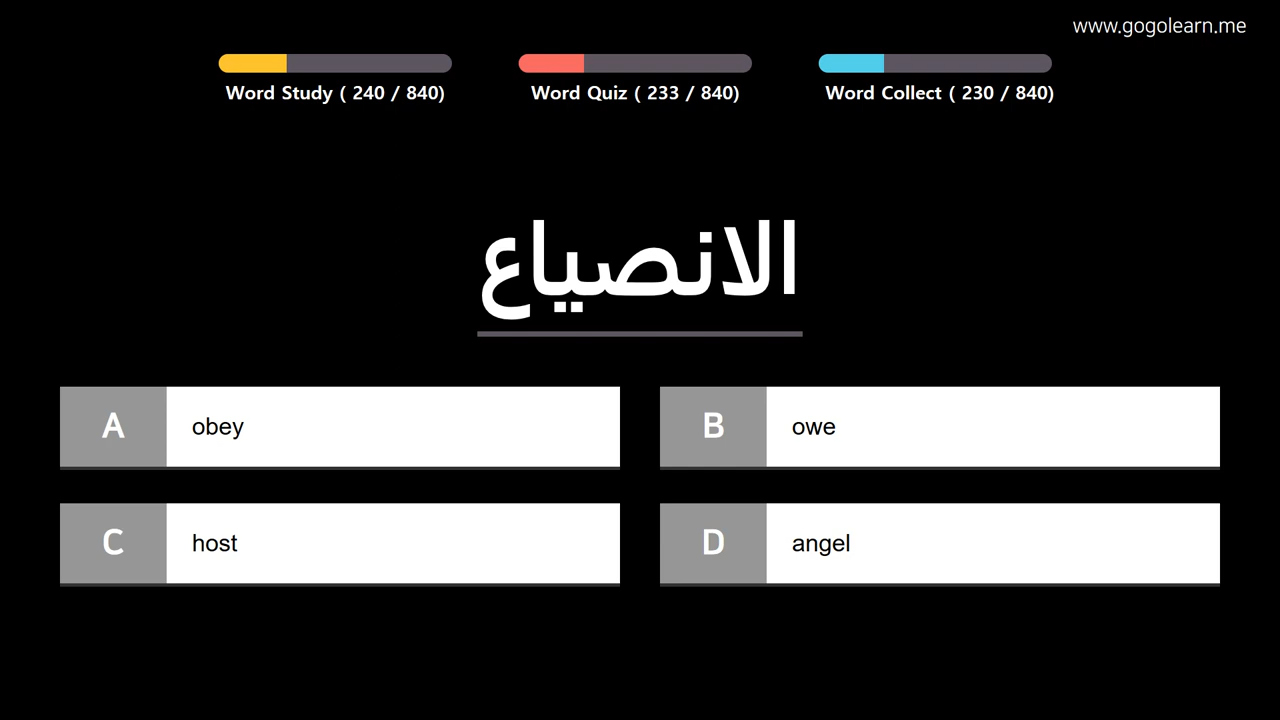 www.gogolearn.me
Word Study ( 240 / 840)
Word Quiz ( 233 / 840)
Word Collect ( 230 / 840)
الانصياع
A obey
B owe
C host
D angel